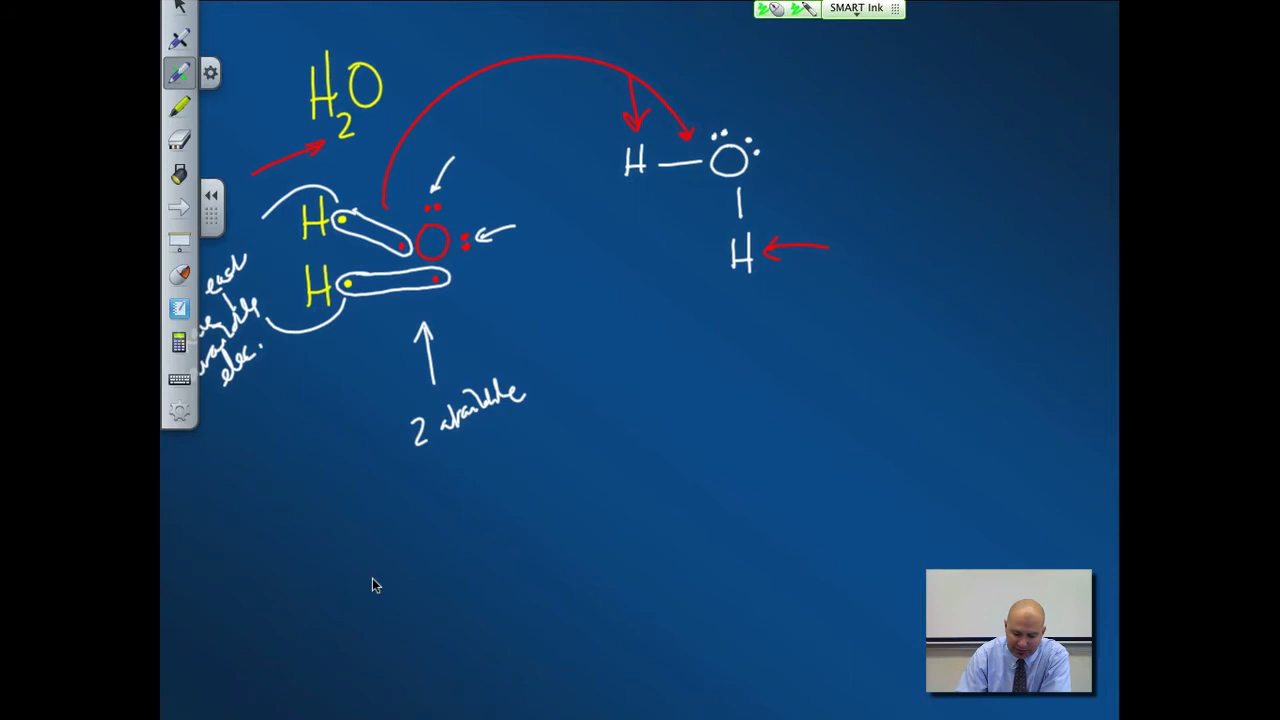 SMART Ink
H2O
H — O
H O
H
H
each
elec.
2 available